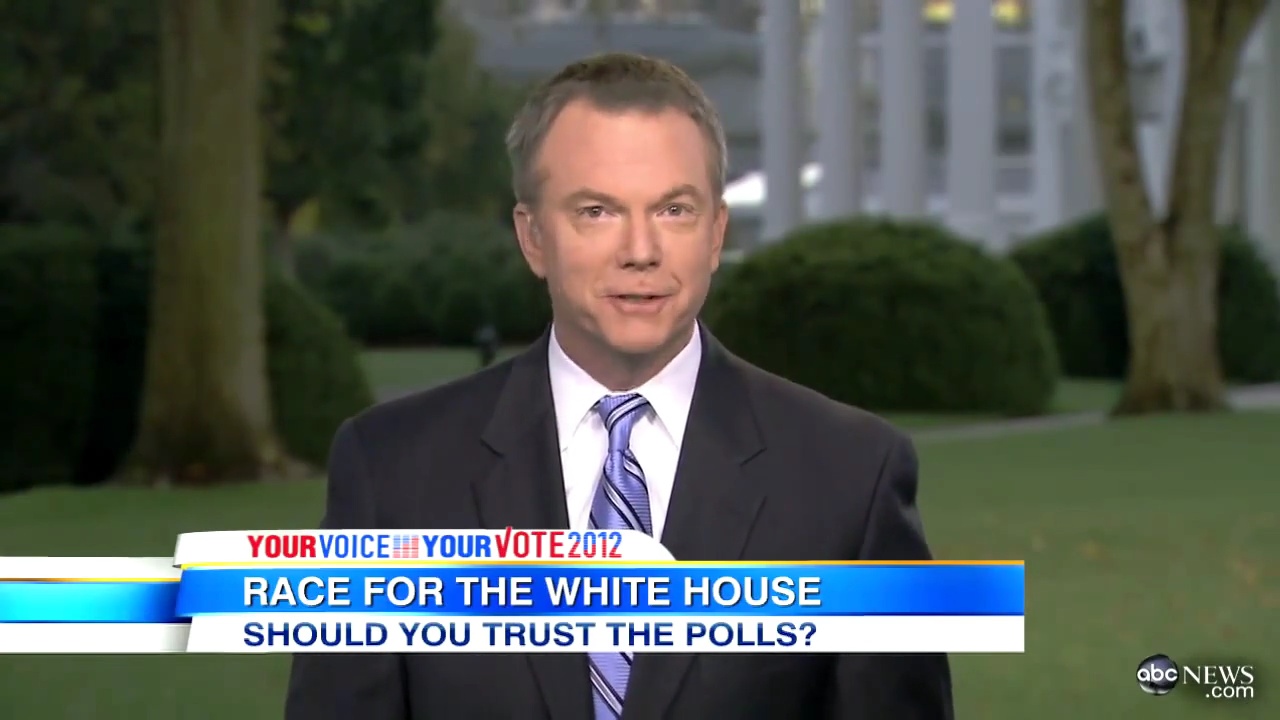 YOUR VOICE YOUR VOTE 2012
RACE FOR THE WHITE HOUSE
SHOULD YOU TRUST THE POLLS?
abc NEWS
.com